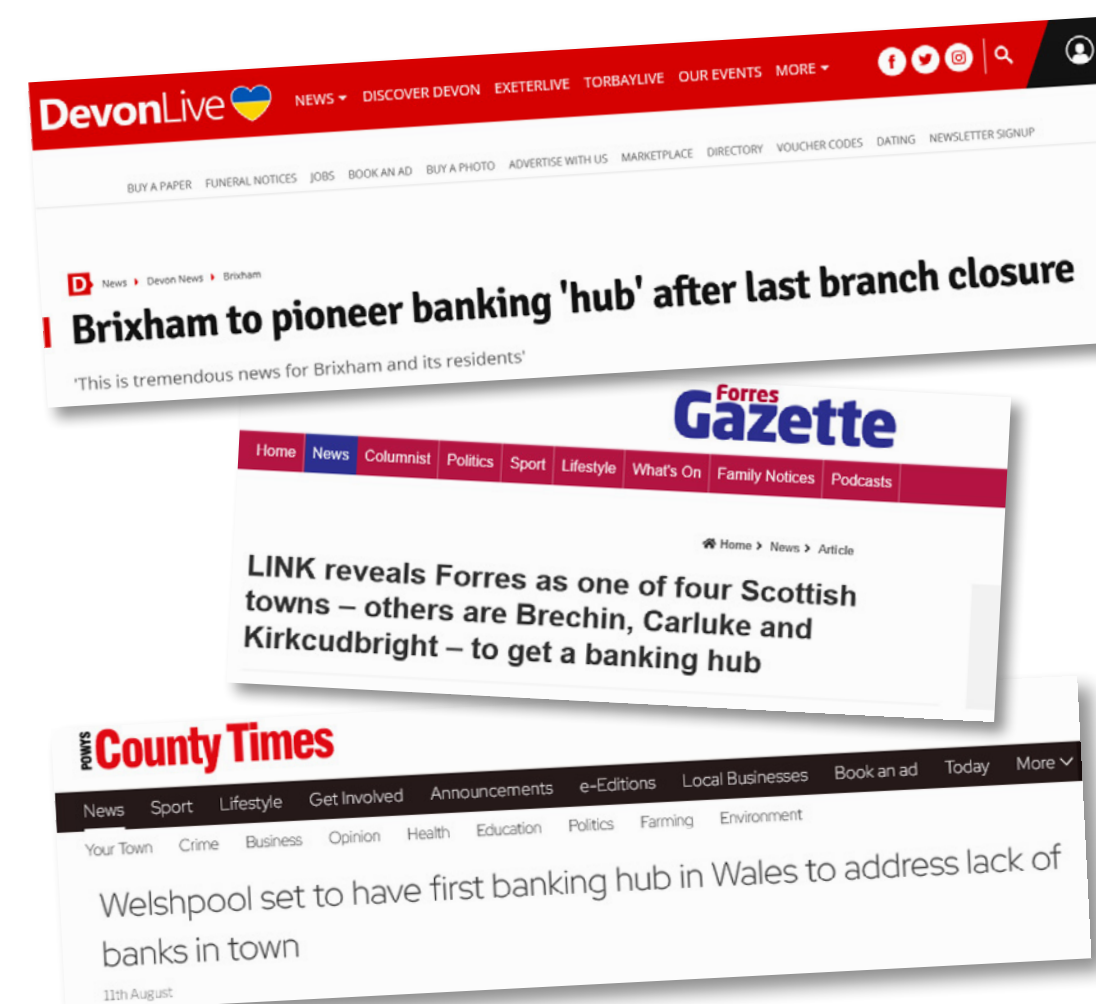 DevonLive
NEWS DISCOVER DEVON EXETERLIVE TORBAYLIVE OUR EVENTS MORE
BUY A PAPER FUNERAL NOTICES JOBS BOOK AN AD BUY A PHOTO ADVERTISE WITH US MARKETPLACE DIRECTORY VOUCHER CODES DATING NEWSLETTER SIGNUP
D News Devon News Brixham
Brixham to pioneer banking 'hub' after last branch closure
'This is tremendous news for Brixham and its residents'
Forres
Gazette
Home News Columnist Politics Sport Lifestyle What's On Family Notices Podcasts
Home > News > Article
LINK reveals Forres as one of four Scottish
towns – others are Brechin, Carluke and
Kirkcudbright – to get a banking hub
POWYS County Times
News Sport Lifestyle Get Involved Announcements e-Editions Local Businesses Book an ad Today More
Your Town Crime Business Opinion Health Education Politics Farming Environment
Welshpool set to have first banking hub in Wales to address lack of
banks in town
11th August